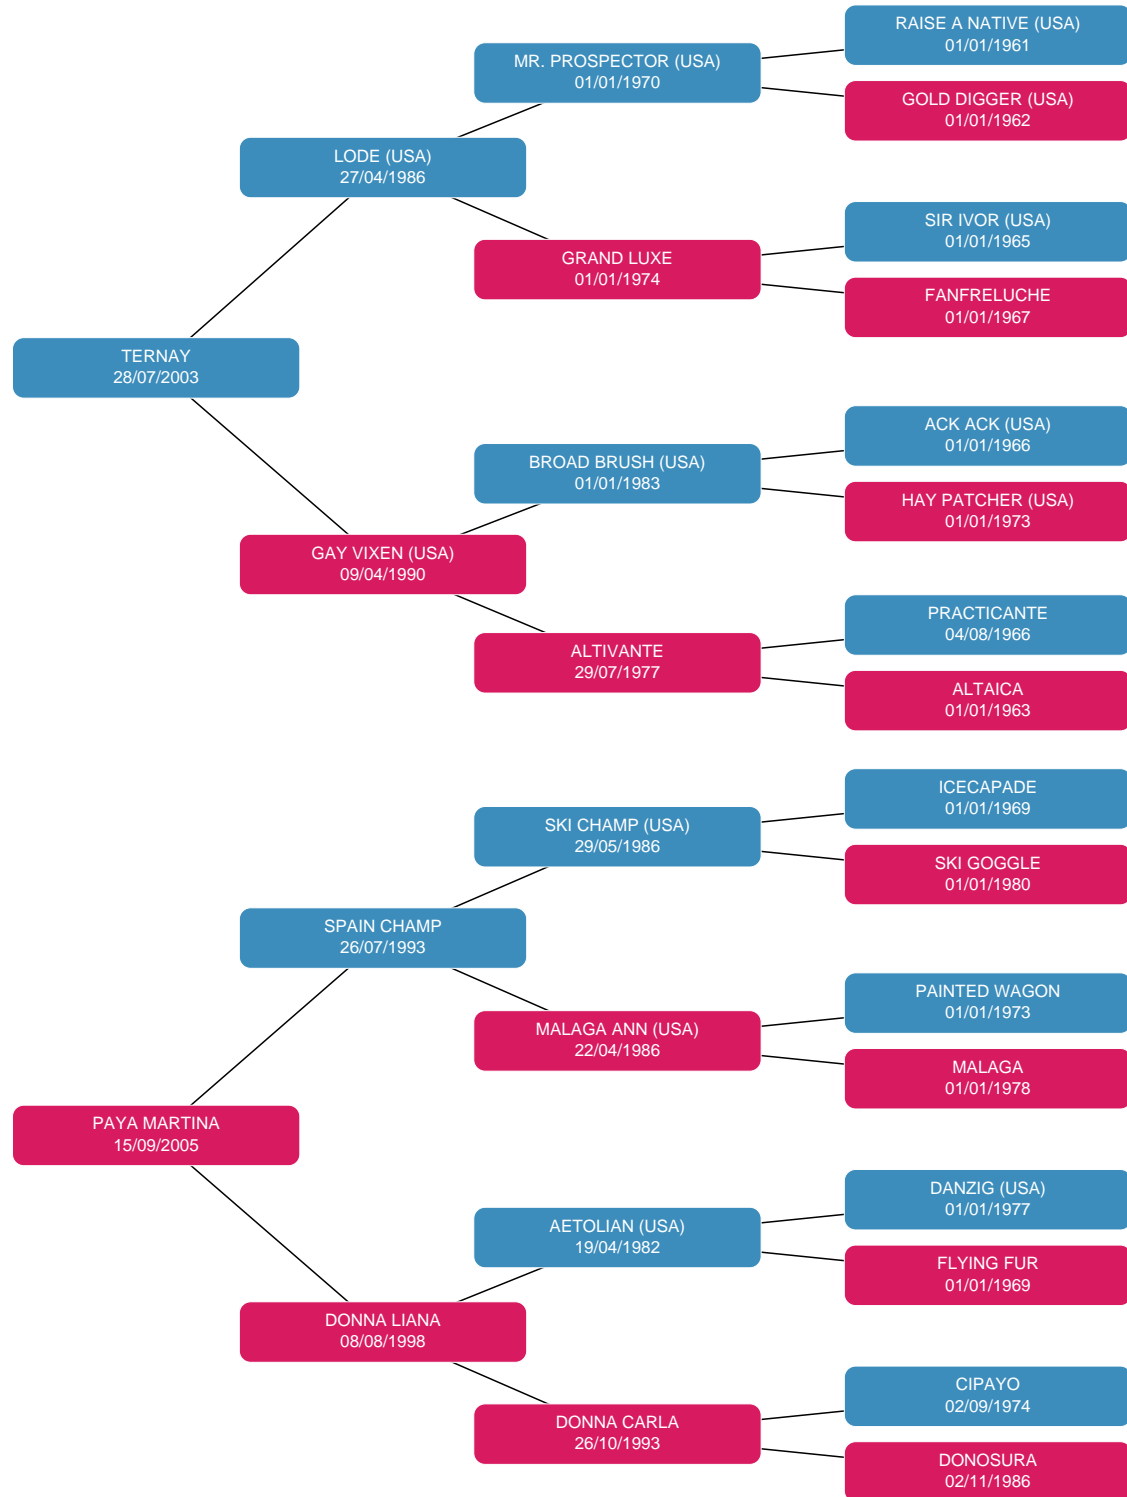 RAISE A NATIVE (USA)
01/01/1961
MR. PROSPECTOR (USA)
01/01/1970
GOLD DIGGER (USA)
01/01/1962
LODE (USA)
27/04/1986
SIR IVOR (USA)
01/01/1965
GRAND LUXE
01/01/1974
FANFRELUCHE
01/01/1967
TERNAY
28/07/2003
ACK ACK (USA)
01/01/1966
BROAD BRUSH (USA)
01/01/1983
HAY PATCHER (USA)
01/01/1973
GAY VIXEN (USA)
09/04/1990
PRACTICANTE
04/08/1966
ALTIVANTE
29/07/1977
ALTAICA
01/01/1963
ICECAPADE
01/01/1969
SKI CHAMP (USA)
29/05/1986
SKI GOGGLE
01/01/1980
SPAIN CHAMP
26/07/1993
PAINTED WAGON
01/01/1973
MALAGA ANN (USA)
22/04/1986
MALAGA
01/01/1978
PAYA MARTINA
15/09/2005
DANZIG (USA)
01/01/1977
AETOLIAN (USA)
19/04/1982
FLYING FUR
01/01/1969
DONNA LIANA
08/08/1998
CIPAYO
02/09/1974
DONNA CARLA
26/10/1993
DONOSURA
02/11/1986